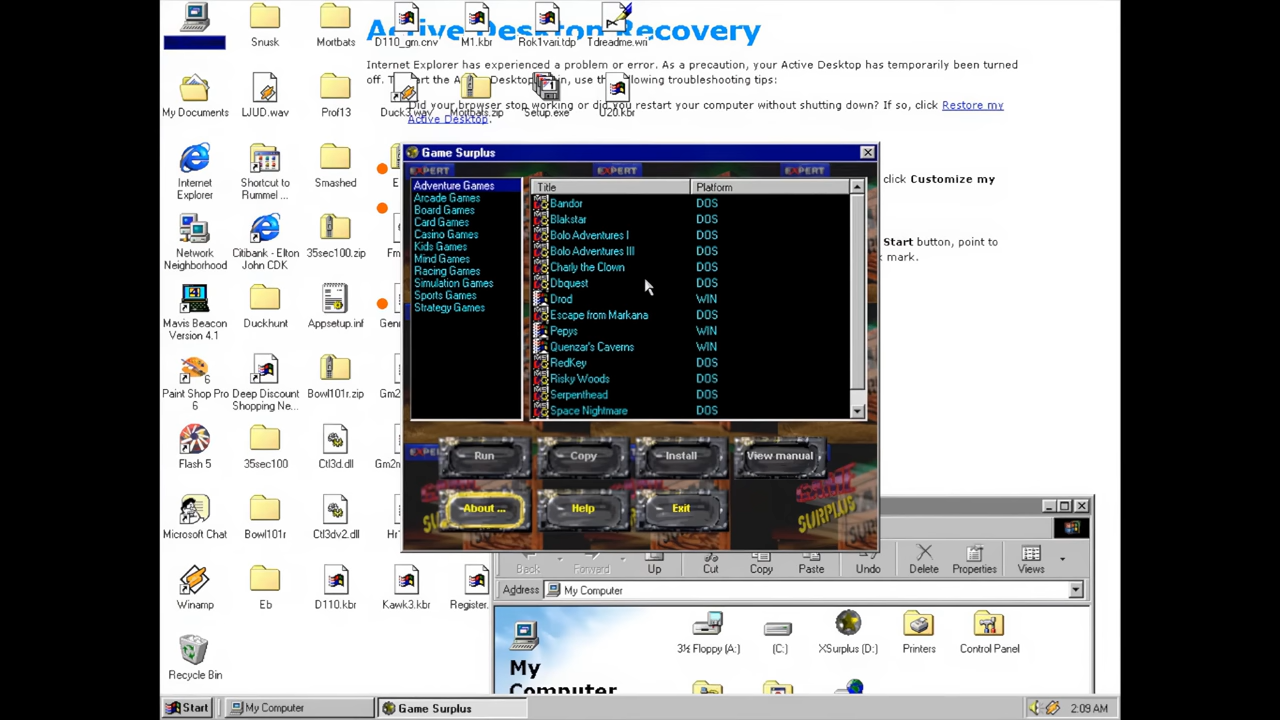 Active Desktop Recovery
Internet Explorer has experienced a problem or error. As a precaution, your Active Desktop has temporarily been turned
off.
Did your browser stop working or did you restart your computer without shutting down? If so, click Restore my
Active Desktop.
click Customize my
Start button, point to
mark.
Snusk
Mortbats
D110_gm.cnv
M1.kbr
Rok1vari.tdp
Tdreadme.wri
My Documents
LJUD.wav
Prof13
Duck3.wav
Mortbats.zip
Setup.exe
U20.kbr
Internet
Explorer
Shortcut to
Rummel ...
Smashed
Network
Neighborhood
Citibank - Elton
John CDK
35sec100.zip
Mavis Beacon
Version 4.1
Duckhunt
Appsetup.inf
Paint Shop Pro
6
Deep Discount
Shopping Ne...
Bowl101r.zip
Flash 5
35sec100
Ctl3d.dll
Microsoft Chat
Bowl101r
Ctl3dv2.dll
Winamp
Eb
D110.kbr
Kawk3.kbr
Register.
Recycle Bin
Game Surplus
EXPERT
EXPERT
EXPERT
Adventure Games
Arcade Games
Board Games
Card Games
Casino Games
Kids Games
Mind Games
Racing Games
Simulation Games
Sports Games
Strategy Games
Title Platform
Bandor DOS
Blakstar DOS
Bolo Adventures I DOS
Bolo Adventures III DOS
Charly the Clown DOS
Dbquest DOS
Drod WIN
Escape from Markana DOS
Pepys WIN
Quenzar's Caverns WIN
RedKey DOS
Risky Woods DOS
Serpenthead DOS
Space Nightmare DOS
Run Copy Install View manual
About ... Help Exit
SURPLUS
Back Forward Up Cut Copy Paste Undo Delete Properties Views
Address My Computer
My
Computer
3½ Floppy (A:) (C:) XSurplus (D:) Printers Control Panel
Start My Computer Game Surplus 2:09 AM